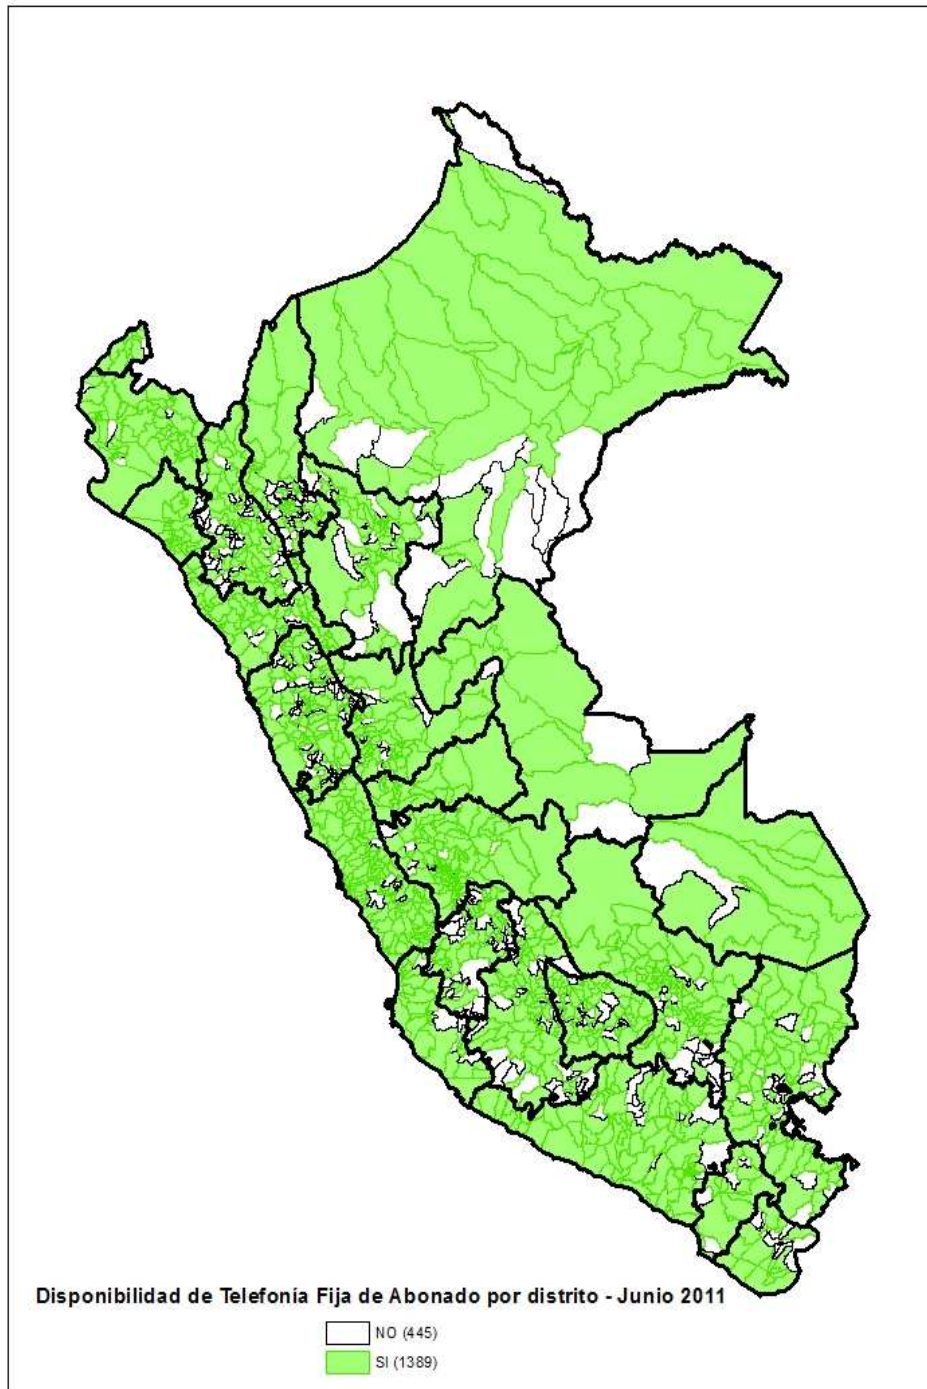 Disponibilidad de Telefonía Fija de Abonado por distrito - Junio 2011
NO (445)
SI (1389)